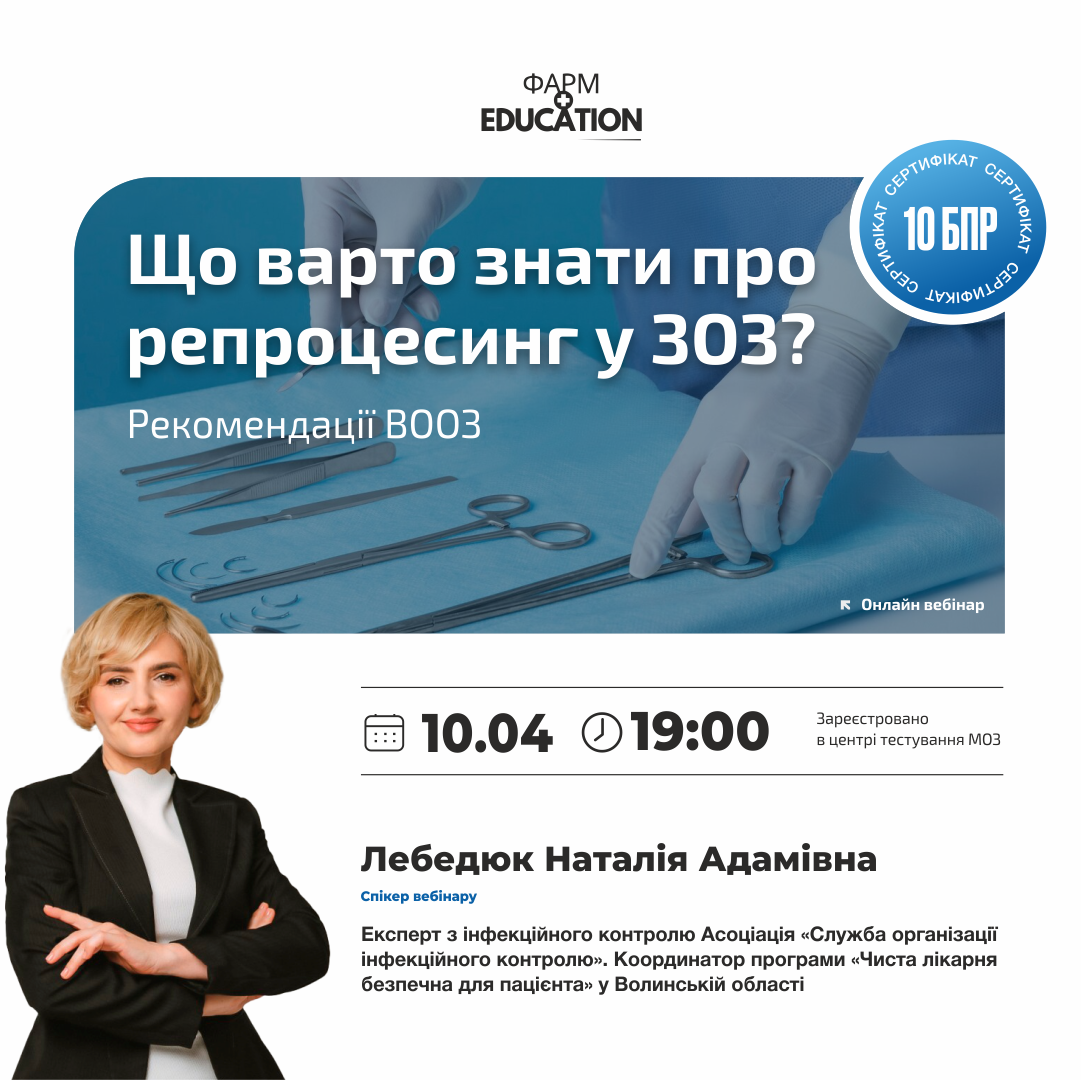 ФАРМ
EDUCATION
СЕРТИФІКАТ СЕРТИФІКАТ СЕРТИФІКАТ СЕРТИФІКАТ
10 БПР
Що варто знати про
репроцесинг у ЗОЗ?
Рекомендації ВООЗ
Онлайн вебінар
10.04
19:00
Зареєстровано
в центрі тестування МОЗ
Лебедюк Наталія Адамівна
Спікер вебінару
Експерт з інфекційного контролю Асоціація «Служба організації
інфекційного контролю». Координатор програми «Чиста лікарня
безпечна для пацієнта» у Волинській області